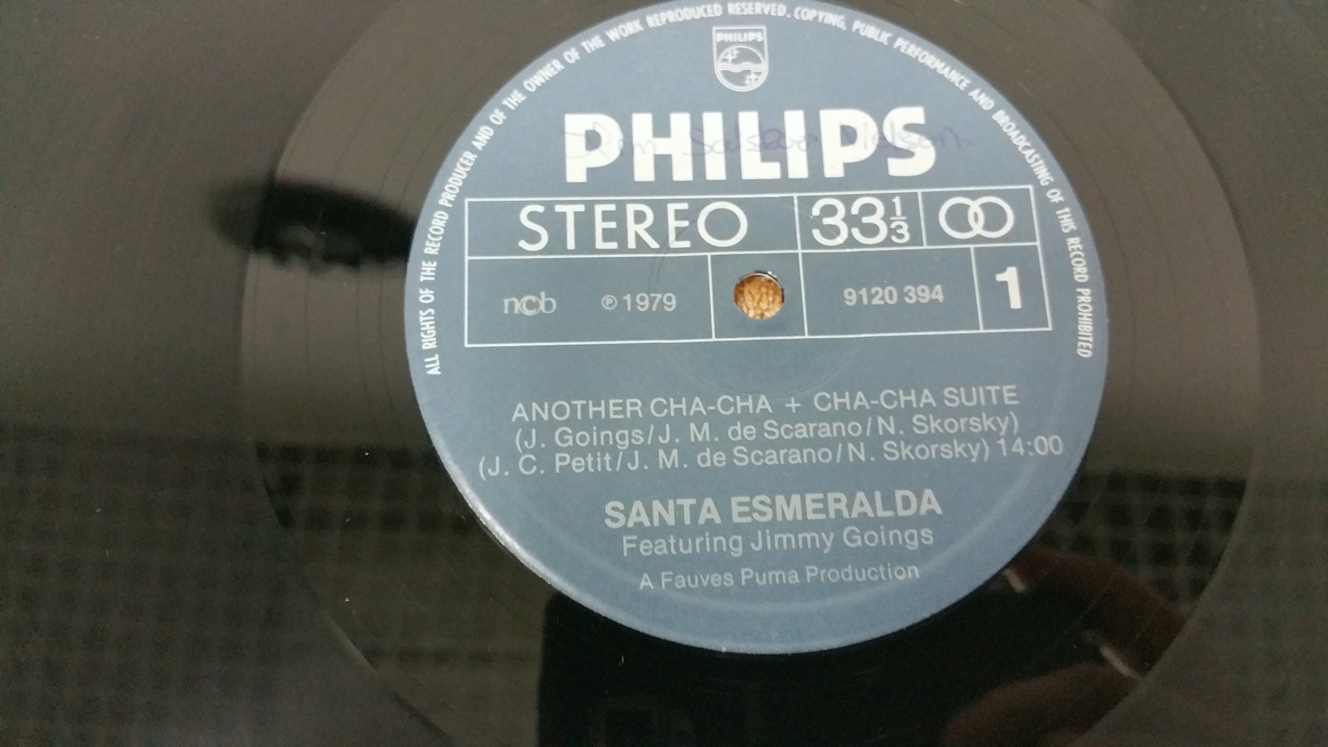 ALL RIGHTS OF THE RECORD PRODUCER AND OF THE OWNER OF THE WORK REPRODUCED RESERVED. COPYING, PUBLIC PERFORMANCE AND BROADCASTING OF THIS RECORD PROHIBITED
PHILIPS
PHILIPS
STEREO 33 1/3
ncb ℗ 1979 9120 394 1
ANOTHER CHA-CHA + CHA-CHA SUITE
(J. Goings/J. M. de Scarano/N. Skorsky)
(J. C. Petit/J. M. de Scarano/N. Skorsky) 14:00
SANTA ESMERALDA
Featuring Jimmy Goings
A Fauves Puma Production